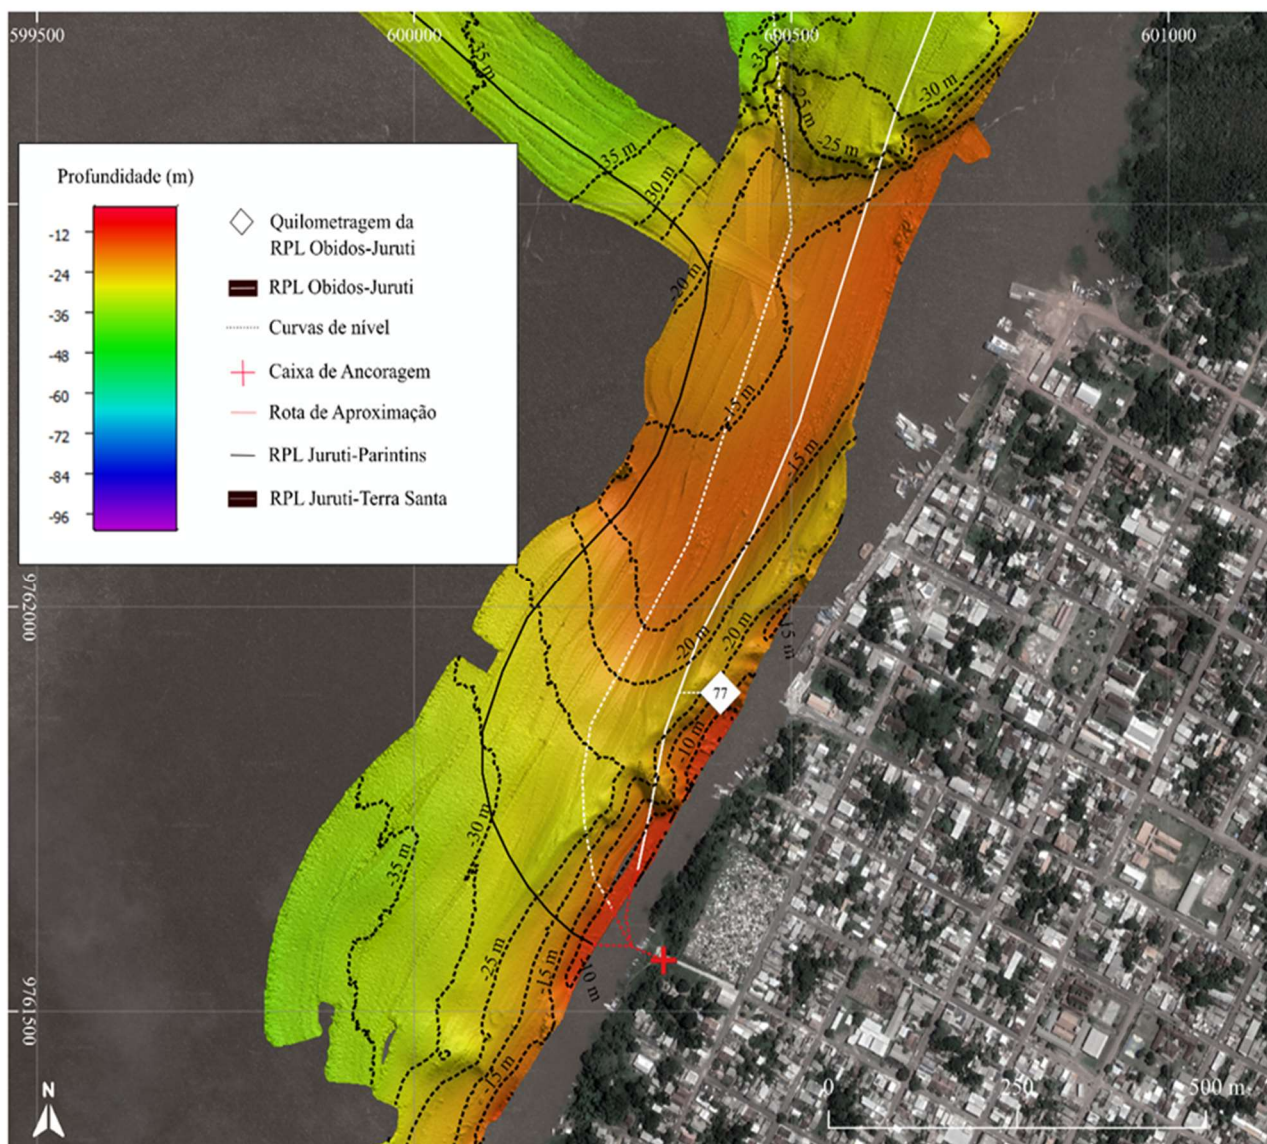 599500
600000
600500
601000
-35 m
-35
-30 m
-25 m
-25 m
-35 m
-30 m
Profundidade (m)
-12
-24
-36
-48
-60
-72
-84
-96
Quilometragem da
RPL Obidos-Juruti
RPL Obidos-Juruti
Curvas de nível
Caixa de Ancoragem
Rota de Aproximação
RPL Juruti-Parintins
RPL Juruti-Terra Santa
-20 m
-15 m
-15 m
9762000
-20 m
-20 m
-15 m
77
-10 m
-30 m
-35 m
-25 m
-15 m
-10 m
9761500
-15 m
N
0
250
500 m